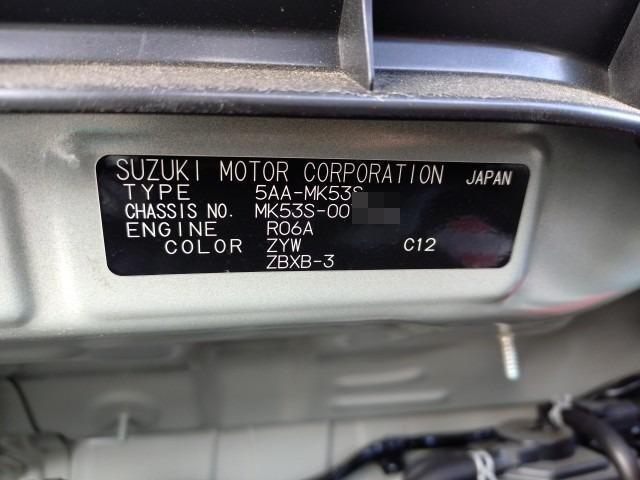 SUZUKI MOTOR CORPORATION JAPAN
TYPE 5AA-MK53S
CHASSIS NO. MK53S-00
ENGINE R06A
COLOR ZYW C12
ZBXB-3